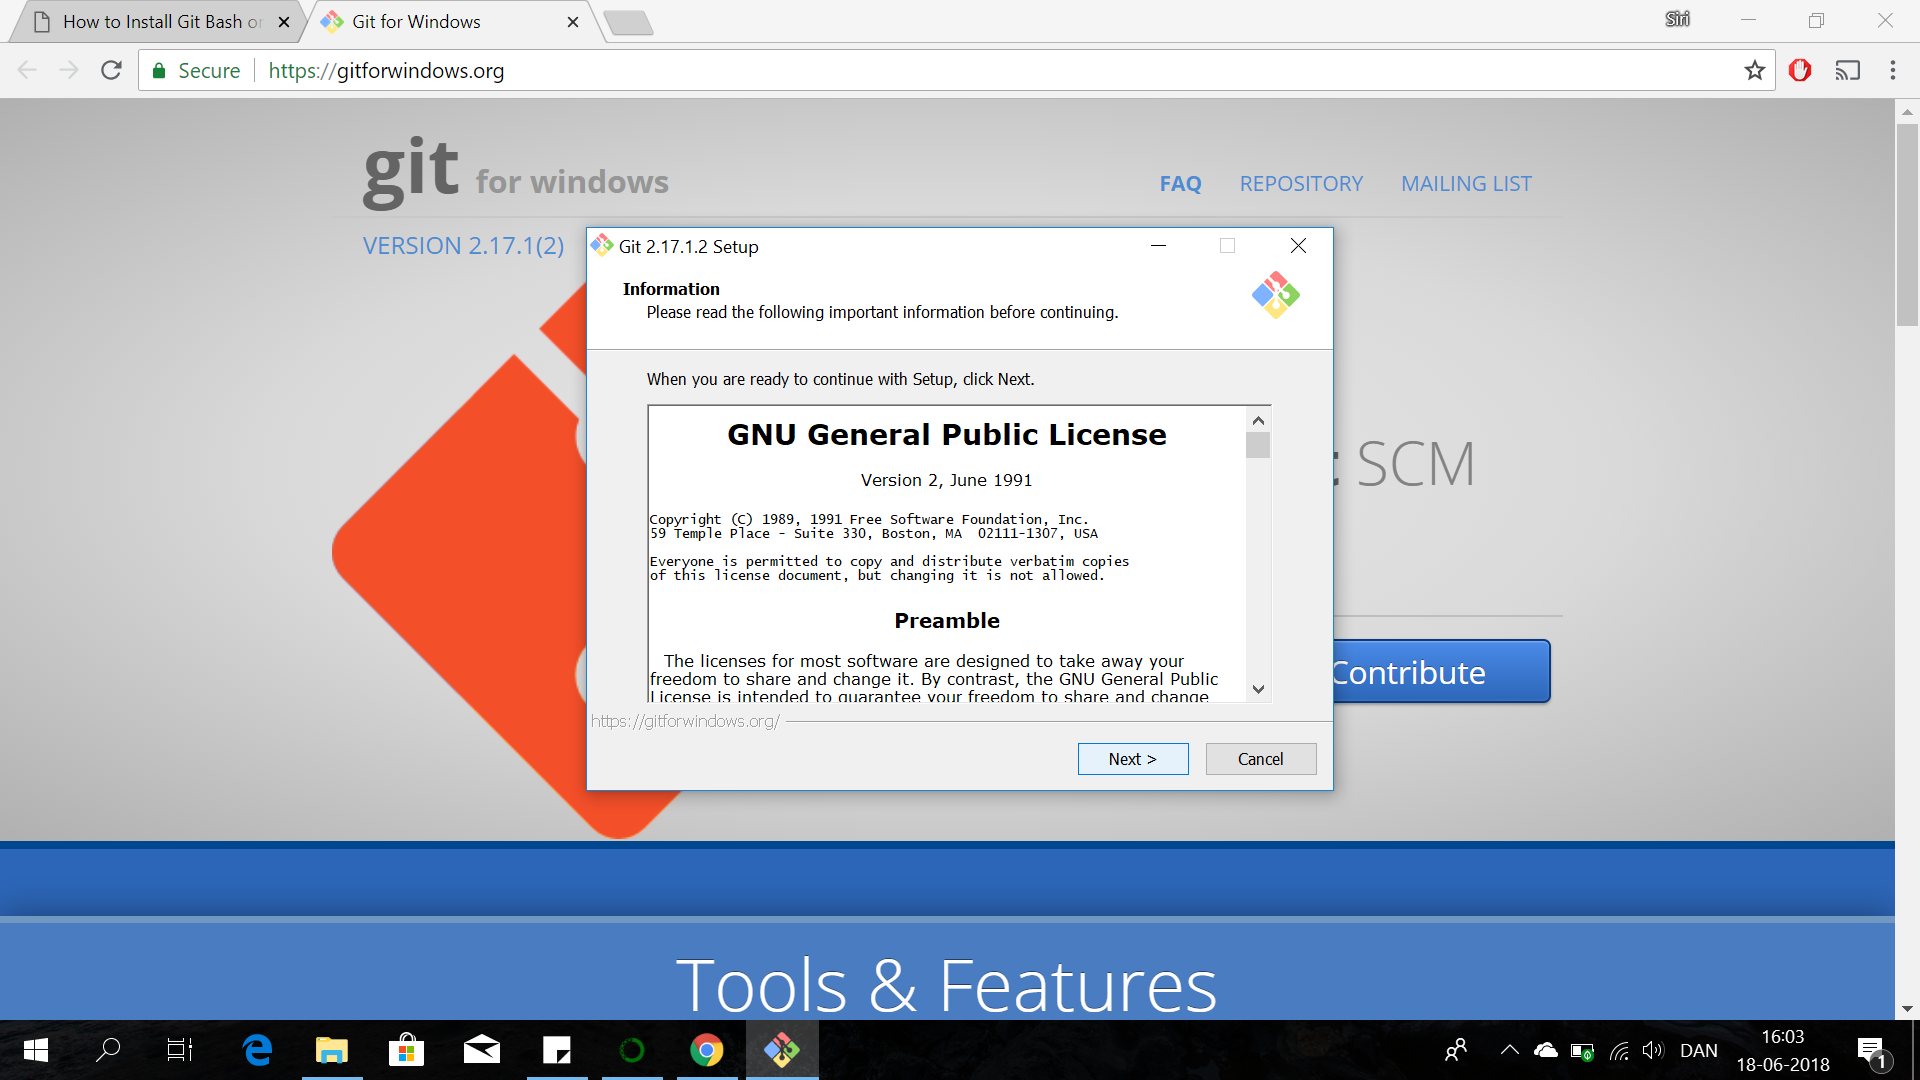 How to Install Git Bash o
Git for Windows
Siri
Secure
https://gitforwindows.org
git for windows
FAQ
REPOSITORY
MAILING LIST
VERSION 2.17.1(2)
Git 2.17.1.2 Setup
Information
Please read the following important information before continuing.
When you are ready to continue with Setup, click Next.
GNU General Public License
Version 2, June 1991
Copyright (C) 1989, 1991 Free Software Foundation, Inc.
59 Temple Place - Suite 330, Boston, MA  02111-1307, USA
Everyone is permitted to copy and distribute verbatim copies
of this license document, but changing it is not allowed.
Preamble
The licenses for most software are designed to take away your
freedom to share and change it. By contrast, the GNU General Public
License is intended to guarantee your freedom to share and change
SCM
Contribute
https://gitforwindows.org/
Next >
Cancel
Tools & Features
DAN
16:03
18-06-2018
1